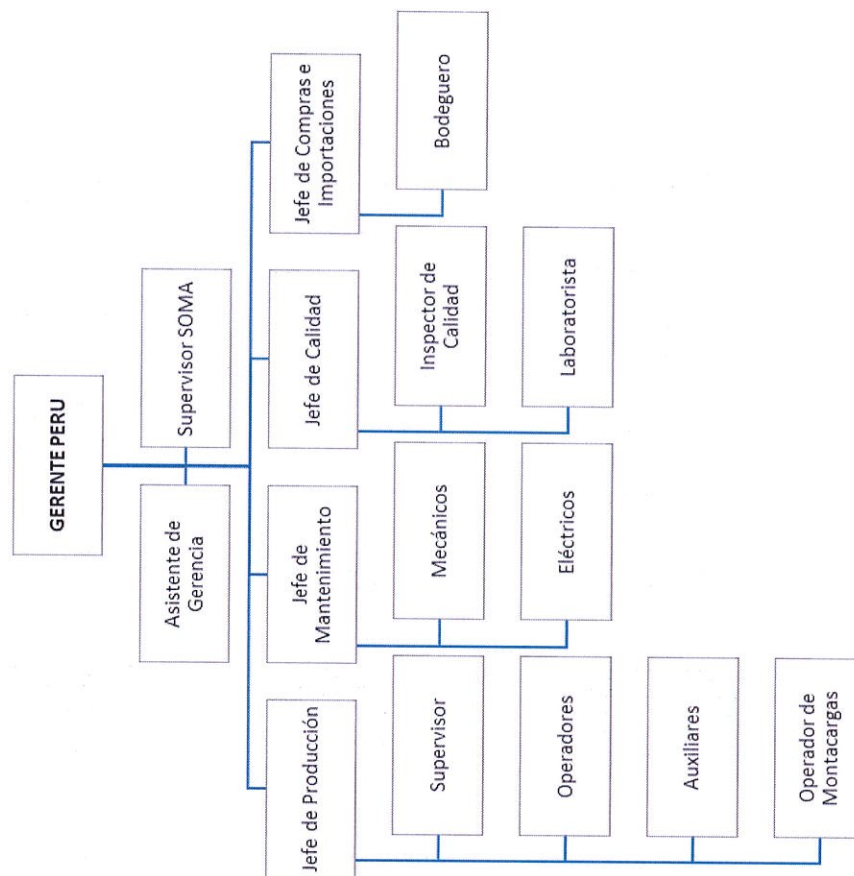 GERENTE PERU
Asistente de
Gerencia
Supervisor SOMA
Jefe de Producción
Jefe de
Mantenimiento
Jefe de Calidad
Jefe de Compras e
Importaciones
Supervisor
Mecánicos
Inspector de
Calidad
Bodeguero
Operadores
Eléctricos
Laboratorista
Auxiliares
Operador de
Montacargas